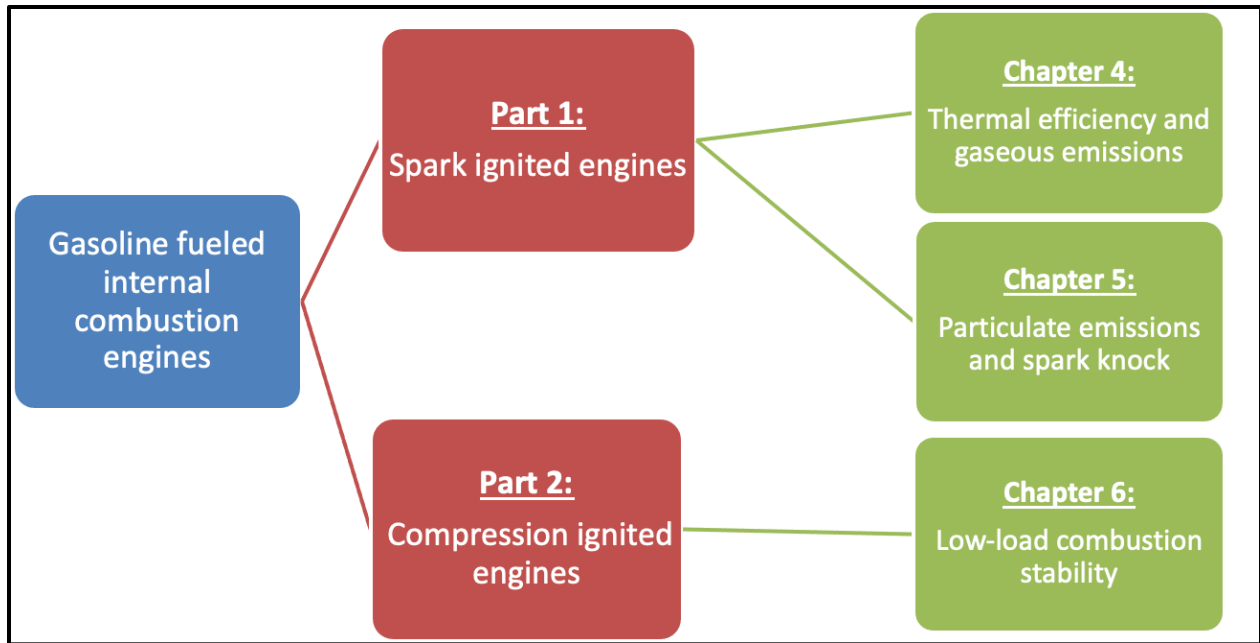 Gasoline fueled
internal
combustion
engines
Part 1:
Spark ignited engines
Part 2:
Compression ignited
engines
Chapter 4:
Thermal efficiency and
gaseous emissions
Chapter 5:
Particulate emissions
and spark knock
Chapter 6:
Low-load combustion
stability